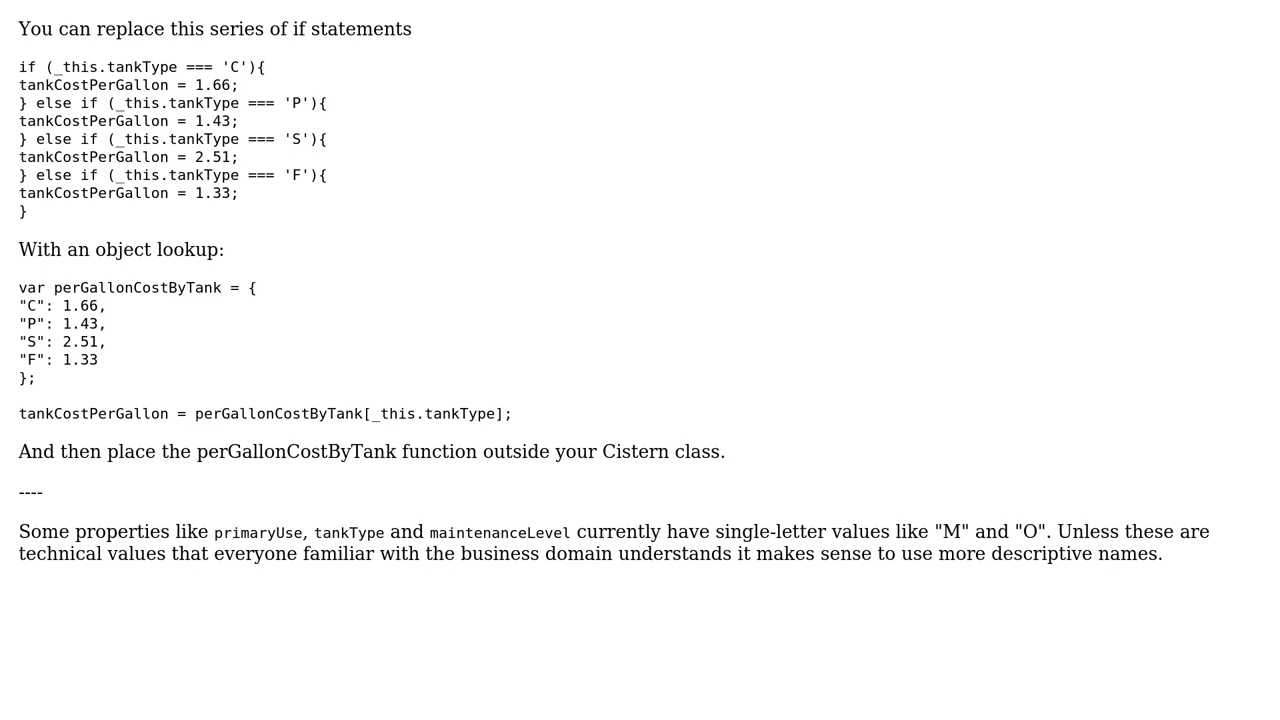 You can replace this series of if statements
if (_this.tankType === 'C'){
tankCostPerGallon = 1.66;
} else if (_this.tankType === 'P'){
tankCostPerGallon = 1.43;
} else if (_this.tankType === 'S'){
tankCostPerGallon = 2.51;
} else if (_this.tankType === 'F'){
tankCostPerGallon = 1.33;
}
With an object lookup:
var perGallonCostByTank = {
"C": 1.66,
"P": 1.43,
"S": 2.51,
"F": 1.33
};
tankCostPerGallon = perGallonCostByTank[_this.tankType];
And then place the perGallonCostByTank function outside your Cistern class.
----
Some properties like primaryUse, tankType and maintenanceLevel currently have single-letter values like "M" and "O". Unless these are
technical values that everyone familiar with the business domain understands it makes sense to use more descriptive names.